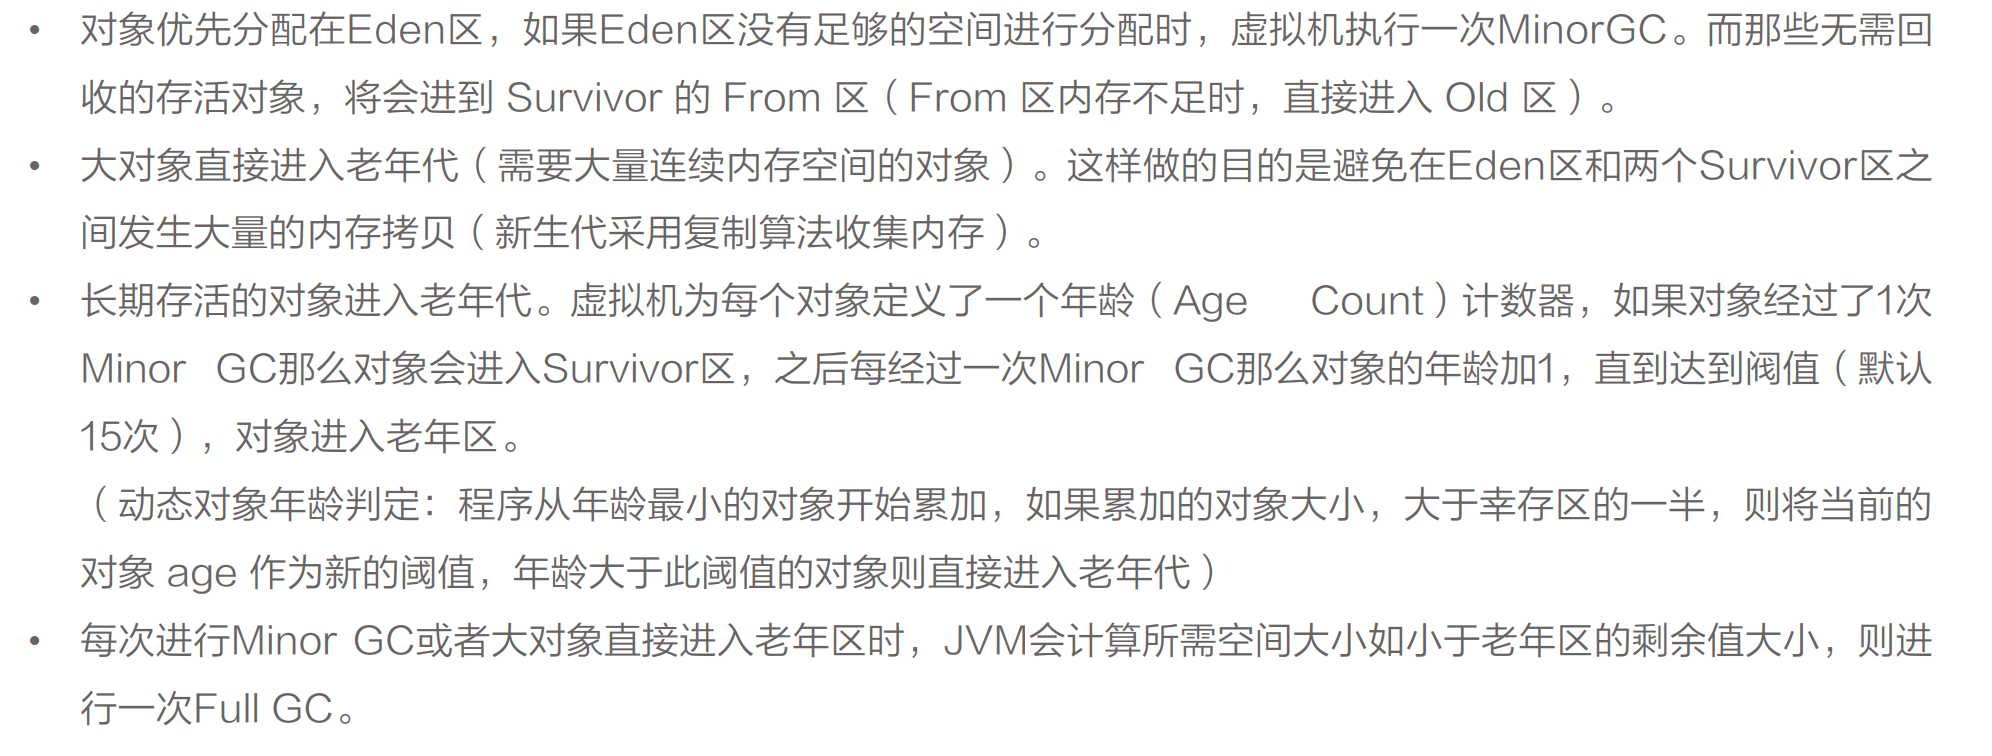 • 对象优先分配在Eden区，如果Eden区没有足够的空间进行分配时，虚拟机执行一次MinorGC。而那些无需回
收的存活对象，将会进到 Survivor 的 From 区（From 区内存不足时，直接进入 Old 区）。
• 大对象直接进入老年代（需要大量连续内存空间的对象）。这样做的目的是避免在Eden区和两个Survivor区之
间发生大量的内存拷贝（新生代采用复制算法收集内存）。
• 长期存活的对象进入老年代。虚拟机为每个对象定义了一个年龄（Age Count）计数器，如果对象经过了1次
Minor GC那么对象会进入Survivor区，之后每经过一次Minor GC那么对象的年龄加1，直到达到阀值（默认
15次），对象进入老年区。
（动态对象年龄判定：程序从年龄最小的对象开始累加，如果累加的对象大小，大于幸存区的一半，则将当前的
对象 age 作为新的阈值，年龄大于此阈值的对象则直接进入老年代）
• 每次进行Minor GC或者大对象直接进入老年区时，JVM会计算所需空间大小如小于老年区的剩余值大小，则进
行一次Full GC。